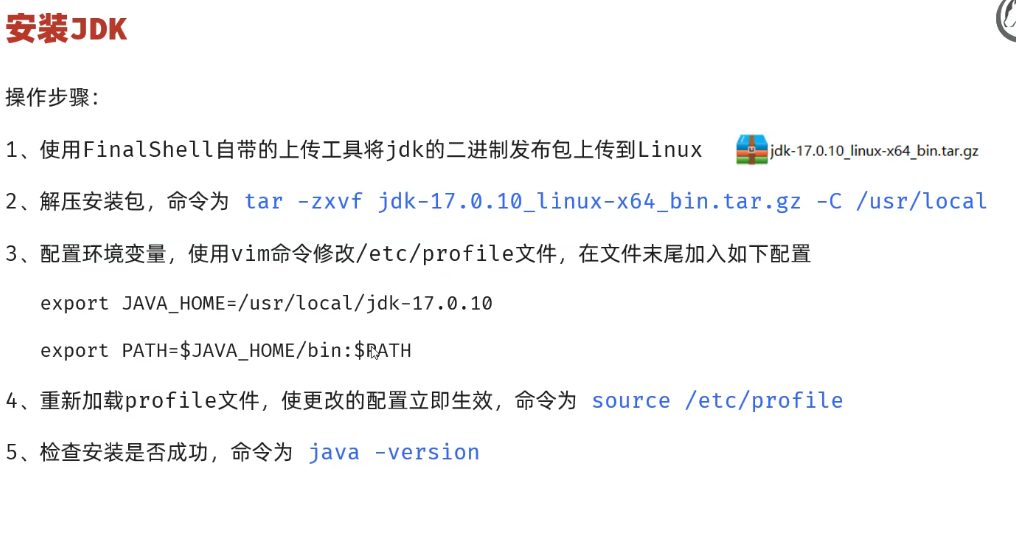 安装JDK
操作步骤：
1、使用FinalShell自带的上传工具将jdk的二进制发布包上传到Linux jdk-17.0.10_linux-x64_bin.tar.gz
2、解压安装包，命令为 tar -zxvf jdk-17.0.10_linux-x64_bin.tar.gz -C /usr/local
3、配置环境变量，使用vim命令修改/etc/profile文件，在文件末尾加入如下配置
export JAVA_HOME=/usr/local/jdk-17.0.10
export PATH=$JAVA_HOME/bin:$PATH
4、重新加载profile文件，使更改的配置立即生效，命令为 source /etc/profile
5、检查安装是否成功，命令为 java -version